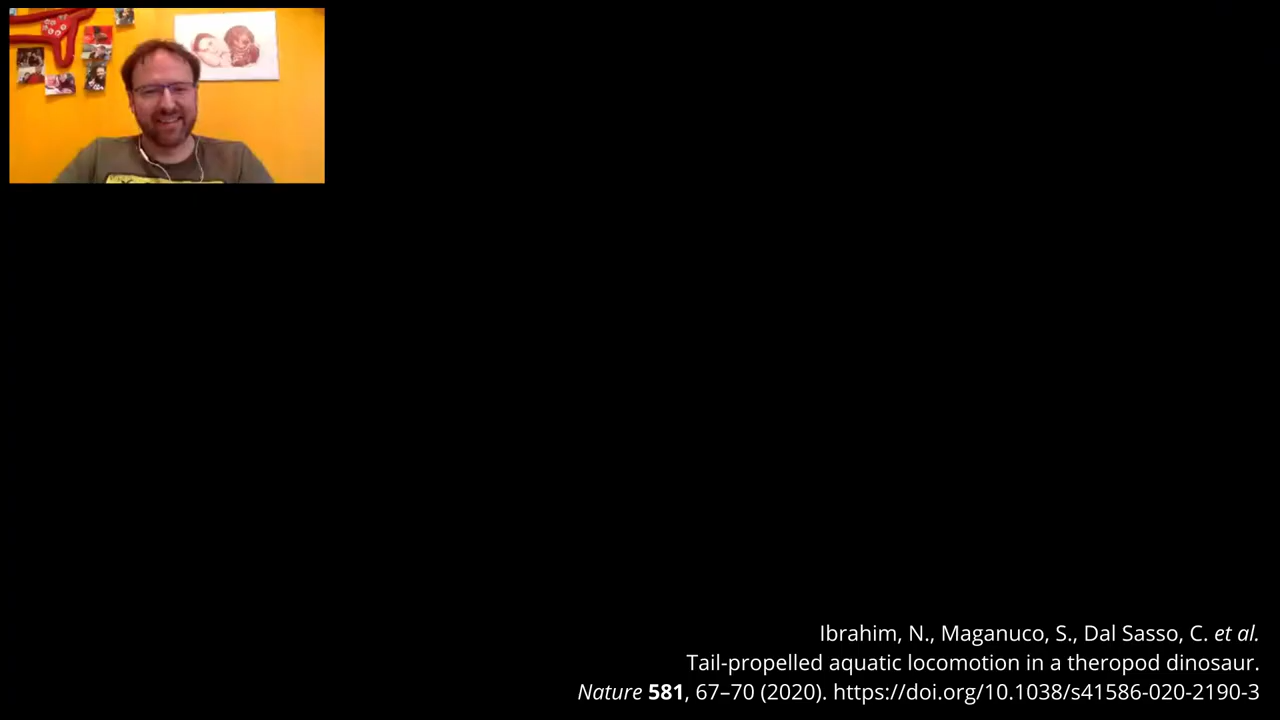 Ibrahim, N., Maganuco, S., Dal Sasso, C. et al.
Tail-propelled aquatic locomotion in a theropod dinosaur.
Nature 581, 67–70 (2020). https://doi.org/10.1038/s41586-020-2190-3